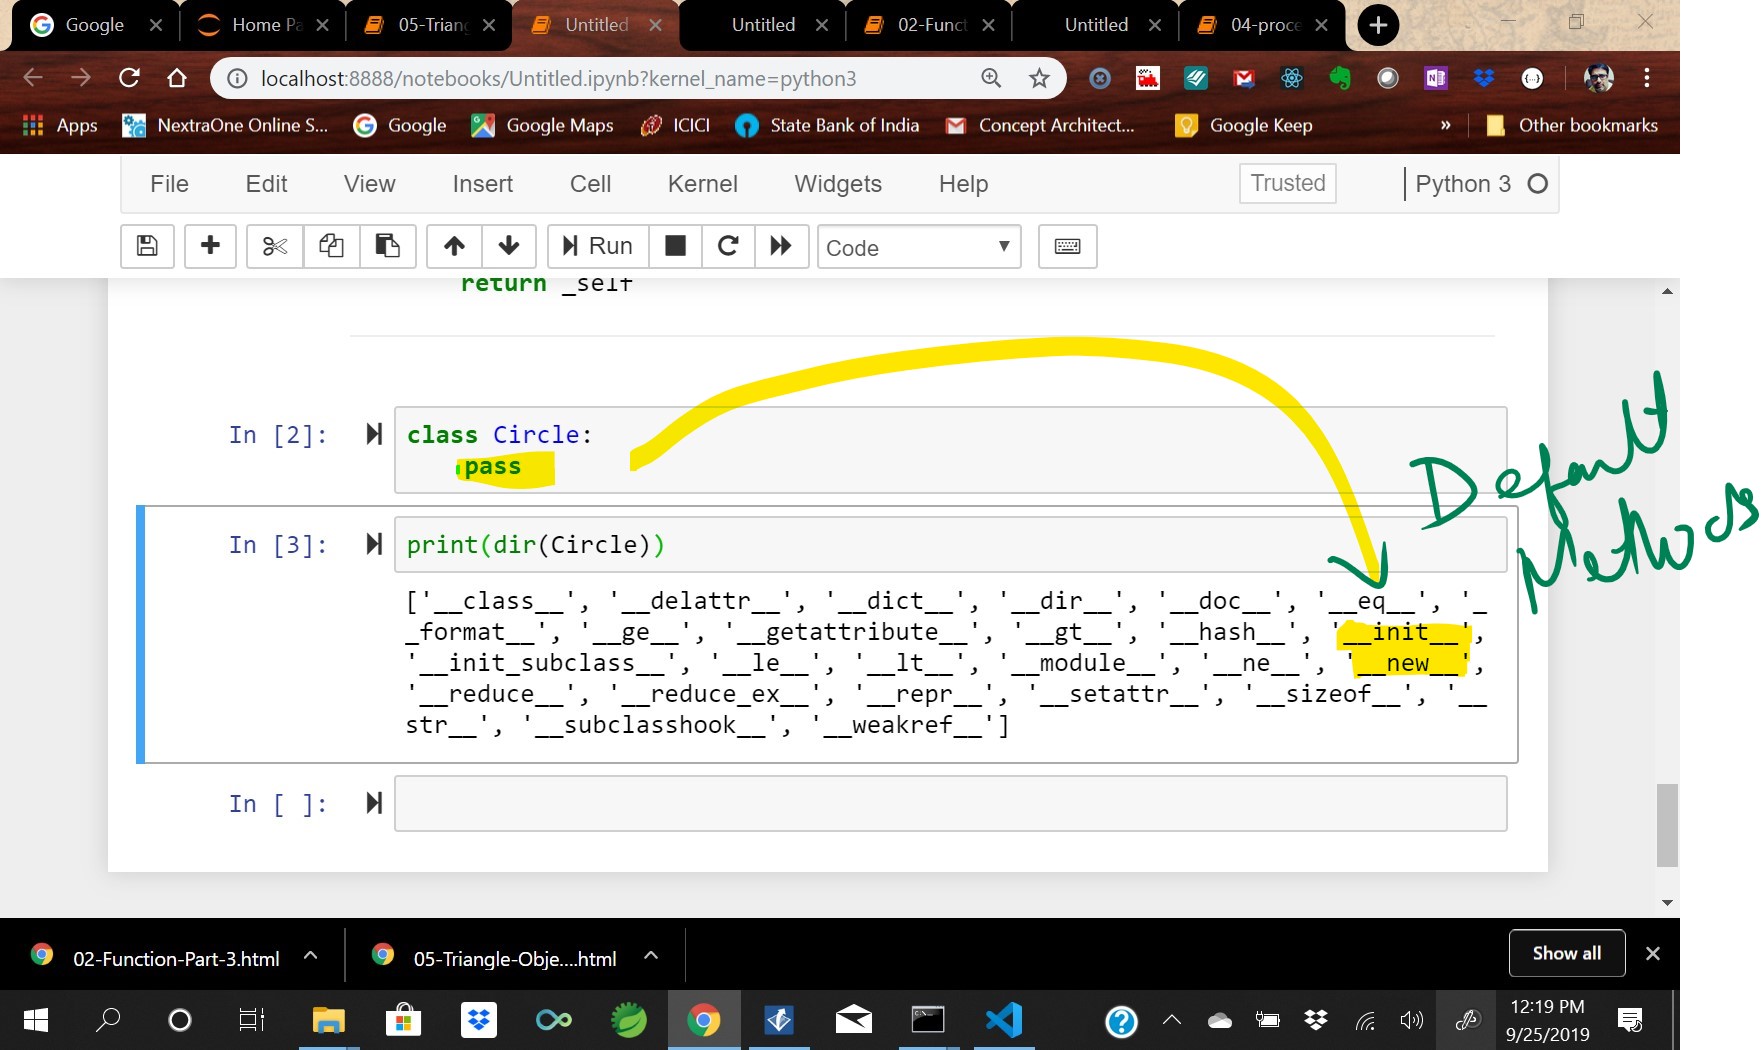 Google
Home Pa
05-Triang
Untitled
Untitled
02-Funct
Untitled
04-proce
localhost:8888/notebooks/Untitled.ipynb?kernel_name=python3
Apps
NextraOne Online S...
Google
Google Maps
ICICI
State Bank of India
Concept Architect...
Google Keep
»
Other bookmarks
File Edit View Insert Cell Kernel Widgets Help
Trusted
Python 3
Run
Code
return _self
In [2]:
class Circle:
pass
Default
Methods
In [3]:
print(dir(Circle))
['__class__', '__delattr__', '__dict__', '__dir__', '__doc__', '__eq__', '_
_format__', '__ge__', '__getattribute__', '__gt__', '__hash__', '__init__',
'__init_subclass__', '__le__', '__lt__', '__module__', '__ne__', '__new__',
'__reduce__', '__reduce_ex__', '__repr__', '__setattr__', '__sizeof__', '__
str__', '__subclasshook__', '__weakref__']
In [ ]:
02-Function-Part-3.html
05-Triangle-Obje....html
Show all
12:19 PM
9/25/2019